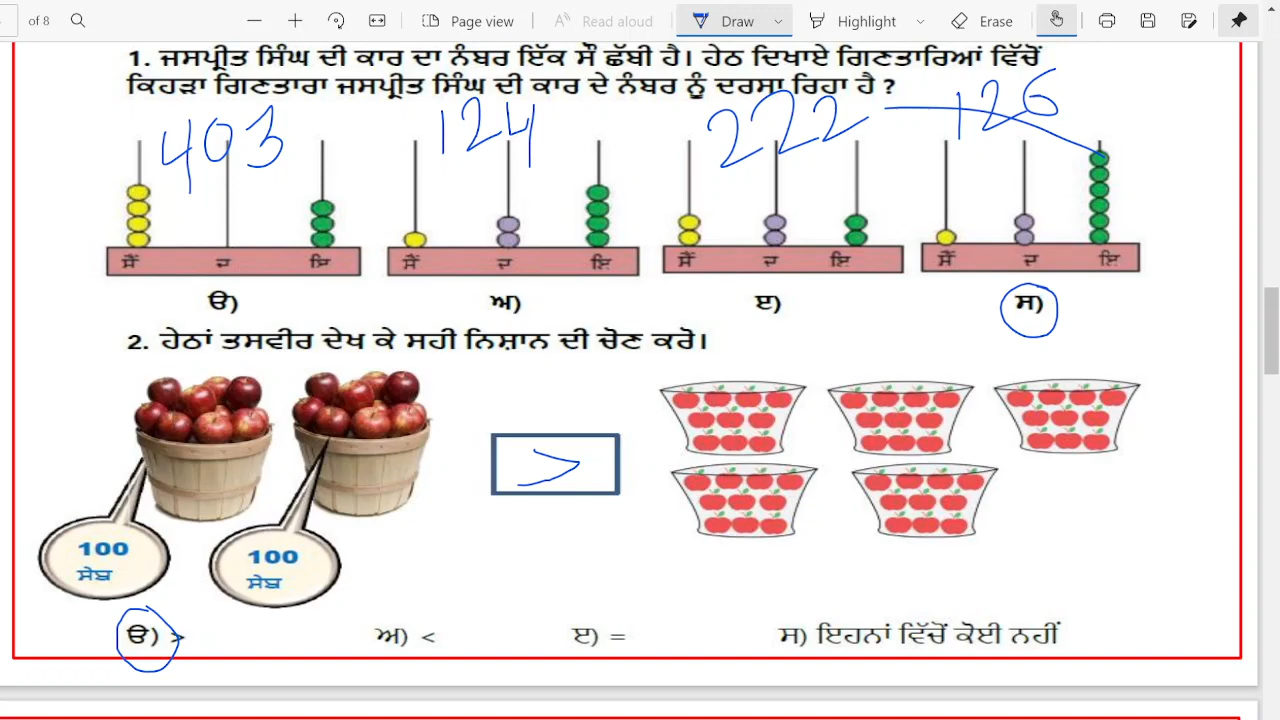 of 8 Page view Read aloud Draw Highlight Erase
1. ਜਸਪ੍ਰੀਤ ਸਿੰਘ ਦੀ ਕਾਰ ਦਾ ਨੰਬਰ ਇੱਕ ਸੌ ਛੱਬੀ ਹੈ। ਹੇਠ ਦਿਖਾਏ ਗਿਣਤਾਰਿਆਂ ਵਿੱਚੋਂ
ਕਿਹੜਾ ਗਿਣਤਾਰਾ ਜਸਪ੍ਰੀਤ ਸਿੰਘ ਦੀ ਕਾਰ ਦੇ ਨੰਬਰ ਨੂੰ ਦਰਸਾ ਰਿਹਾ ਹੈ ?
403 124 222 126
ਸੈਂ ਦ ਇ ਸੈਂ ਦ ਇ ਸੈਂ ਦ ਇ ਸੈਂ ਦ ਇ
ੳ) ਅ) ੲ) ਸ)
2. ਹੇਠਾਂ ਤਸਵੀਰ ਦੇਖ ਕੇ ਸਹੀ ਨਿਸ਼ਾਨ ਦੀ ਚੋਣ ਕਰੋ।
>
100 100
ਸੇਬ ਸੇਬ
ੳ) > ਅ) < ੲ) = ਸ) ਇਹਨਾਂ ਵਿੱਚੋਂ ਕੋਈ ਨਹੀਂ